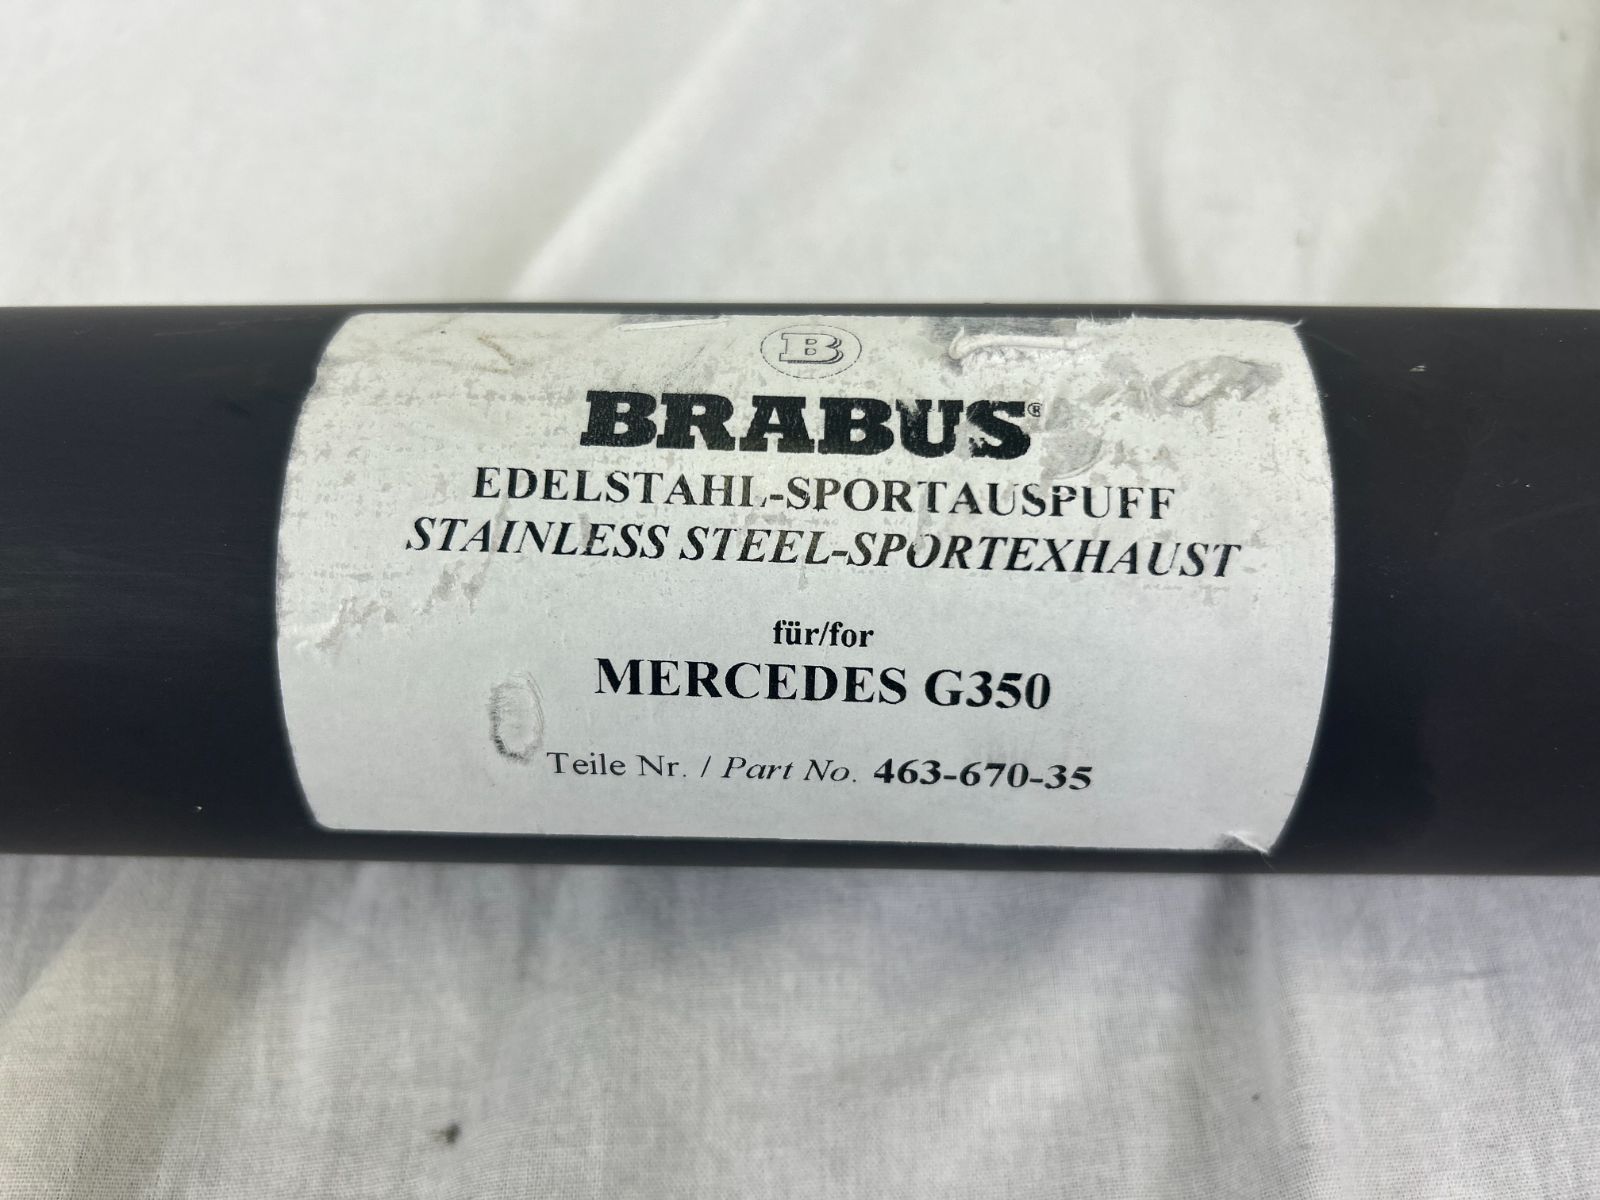 B
BRABUS®
EDELSTAHL-SPORTAUSPUFF
STAINLESS STEEL-SPORTEXHAUST
für/for
MERCEDES G350
Teile Nr. / Part No. 463-670-35